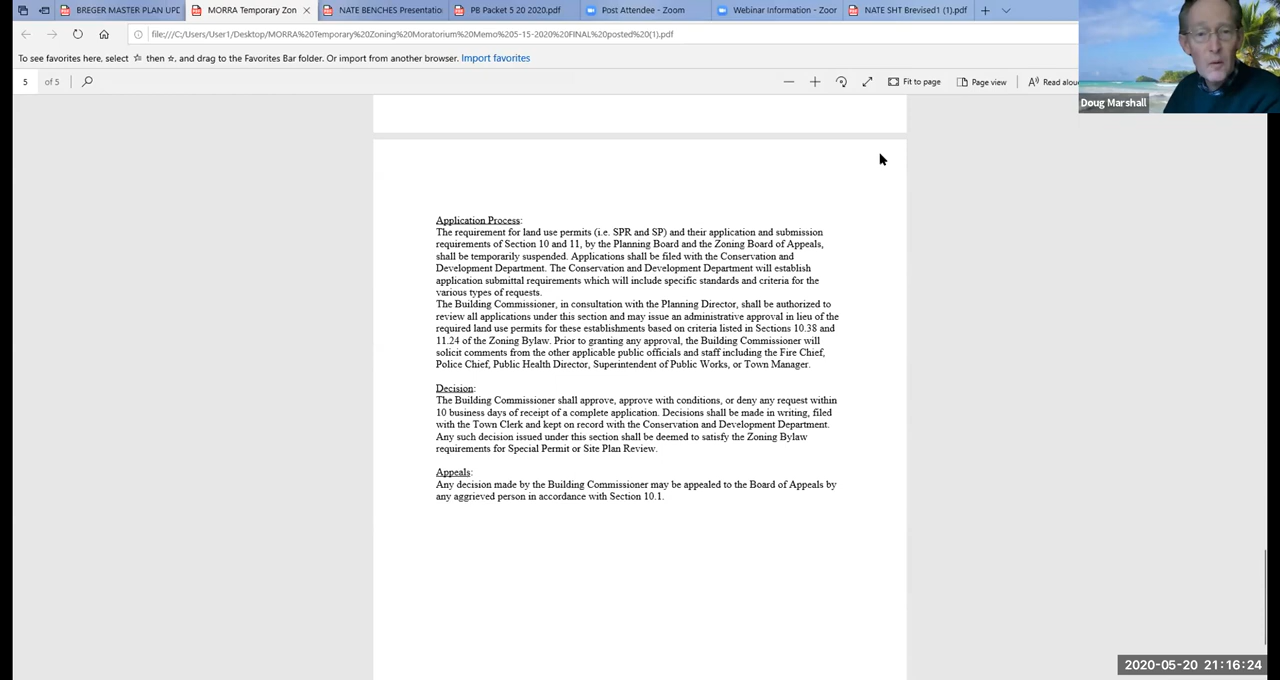 BREGER MASTER PLAN UPD
MORRA Temporary Zon
NATE BENCHES Presentatio
PB Packet 5 20 2020.pdf
Post Attendee - Zoom
Webinar Information - Zoor
NATE SHT Brevised1 (1).pdf
file:///C:/Users/User1/Desktop/MORRA%20Temporary%20Zoning%20Moratorium%20Memo%205-15-2020%20FINAL%20posted%20(1).pdf
To see favorites here, select ☆ then ☆, and drag to the Favorites Bar folder. Or import from another browser. Import favorites
5 of 5
Fit to page
Page view
Read alou
Doug Marshall
Application Process:
The requirement for land use permits (i.e. SPR and SP) and their application and submission
requirements of Section 10 and 11, by the Planning Board and the Zoning Board of Appeals,
shall be temporarily suspended. Applications shall be filed with the Conservation and
Development Department. The Conservation and Development Department will establish
application submittal requirements which will include specific standards and criteria for the
various types of requests.
The Building Commissioner, in consultation with the Planning Director, shall be authorized to
review all applications under this section and may issue an administrative approval in lieu of the
required land use permits for these establishments based on criteria listed in Sections 10.38 and
11.24 of the Zoning Bylaw. Prior to granting any approval, the Building Commissioner will
solicit comments from the other applicable public officials and staff including the Fire Chief,
Police Chief, Public Health Director, Superintendent of Public Works, or Town Manager.
Decision:
The Building Commissioner shall approve, approve with conditions, or deny any request within
10 business days of receipt of a complete application. Decisions shall be made in writing, filed
with the Town Clerk and kept on record with the Conservation and Development Department.
Any such decision issued under this section shall be deemed to satisfy the Zoning Bylaw
requirements for Special Permit or Site Plan Review.
Appeals:
Any decision made by the Building Commissioner may be appealed to the Board of Appeals by
any aggrieved person in accordance with Section 10.1.
2020-05-20 21:16:24